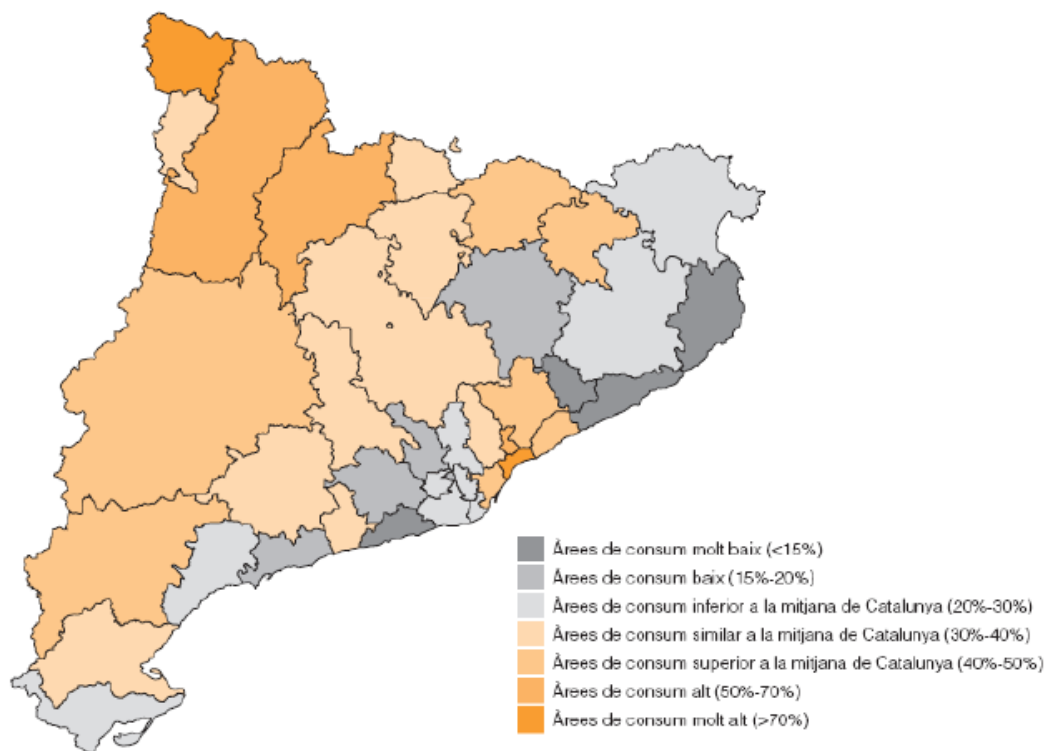 Àrees de consum molt baix (<15%)
Àrees de consum baix (15%-20%)
Àrees de consum inferior a la mitjana de Catalunya (20%-30%)
Àrees de consum similar a la mitjana de Catalunya (30%-40%)
Àrees de consum superior a la mitjana de Catalunya (40%-50%)
Àrees de consum alt (50%-70%)
Àrees de consum molt alt (>70%)